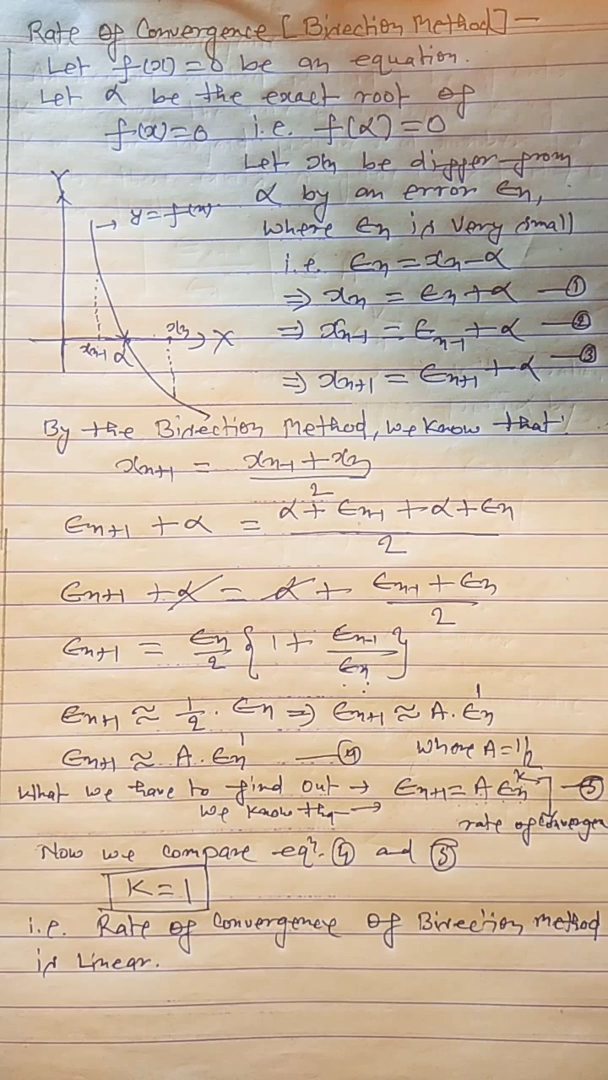 Rate of Convergence [Bisection Method] —
Let f(x)=0 be an equation.
Let α be the exact root of
f(x)=0 i.e. f(α)=0
Let xn be differ from
α by an error ϵn,
where ϵn is very small
i.e. ϵn = xn-α
⇒ xn = ϵn+α —①
⇒ xn-1 = ϵn-1 + α —②
⇒ xn+1 = ϵn+1 + α —③
Y
→ y=f(x)
xn-1 α xn → X
By the Bisection Method, we know that:
xn+1 = (xn-1 + xn)/2
ϵn+1 + α = (α + ϵn-1 + α + ϵn)/2
ϵn+1 + α = α + (ϵn-1 + ϵn)/2
ϵn+1 = ϵn/2 {1 + ϵn-1/ϵn}
ϵn+1 ≈ 1/2 · ϵn ⇒ ϵn+1 ≈ A. ϵn^1
ϵn+1 ≈ A. ϵn^1 —④ where A=1/2
What we have to find out → ϵn+1 = A ϵn^K —⑤
we know tha →
rate of converge
Now we compare eqn. ④ and ⑤
K=1
i.e. Rate of Convergence of Bisection method
is Linear.